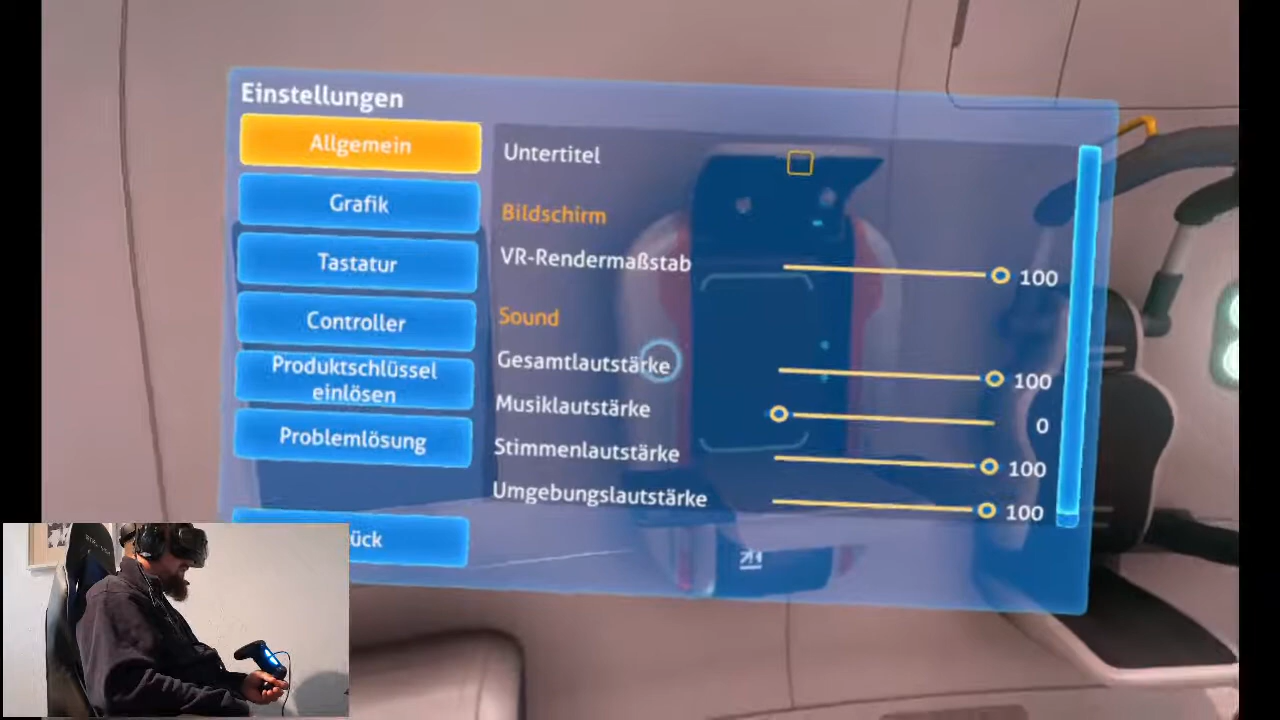 Einstellungen
Allgemein
Grafik
Tastatur
Controller
Produktschlüssel
einlösen
Problemlösung
ück
Untertitel
Bildschirm
VR-Rendermaßstab 100
Sound
Gesamtlautstärke 100
Musiklautstärke 0
Stimmenlautstärke 100
Umgebungslautstärke 100